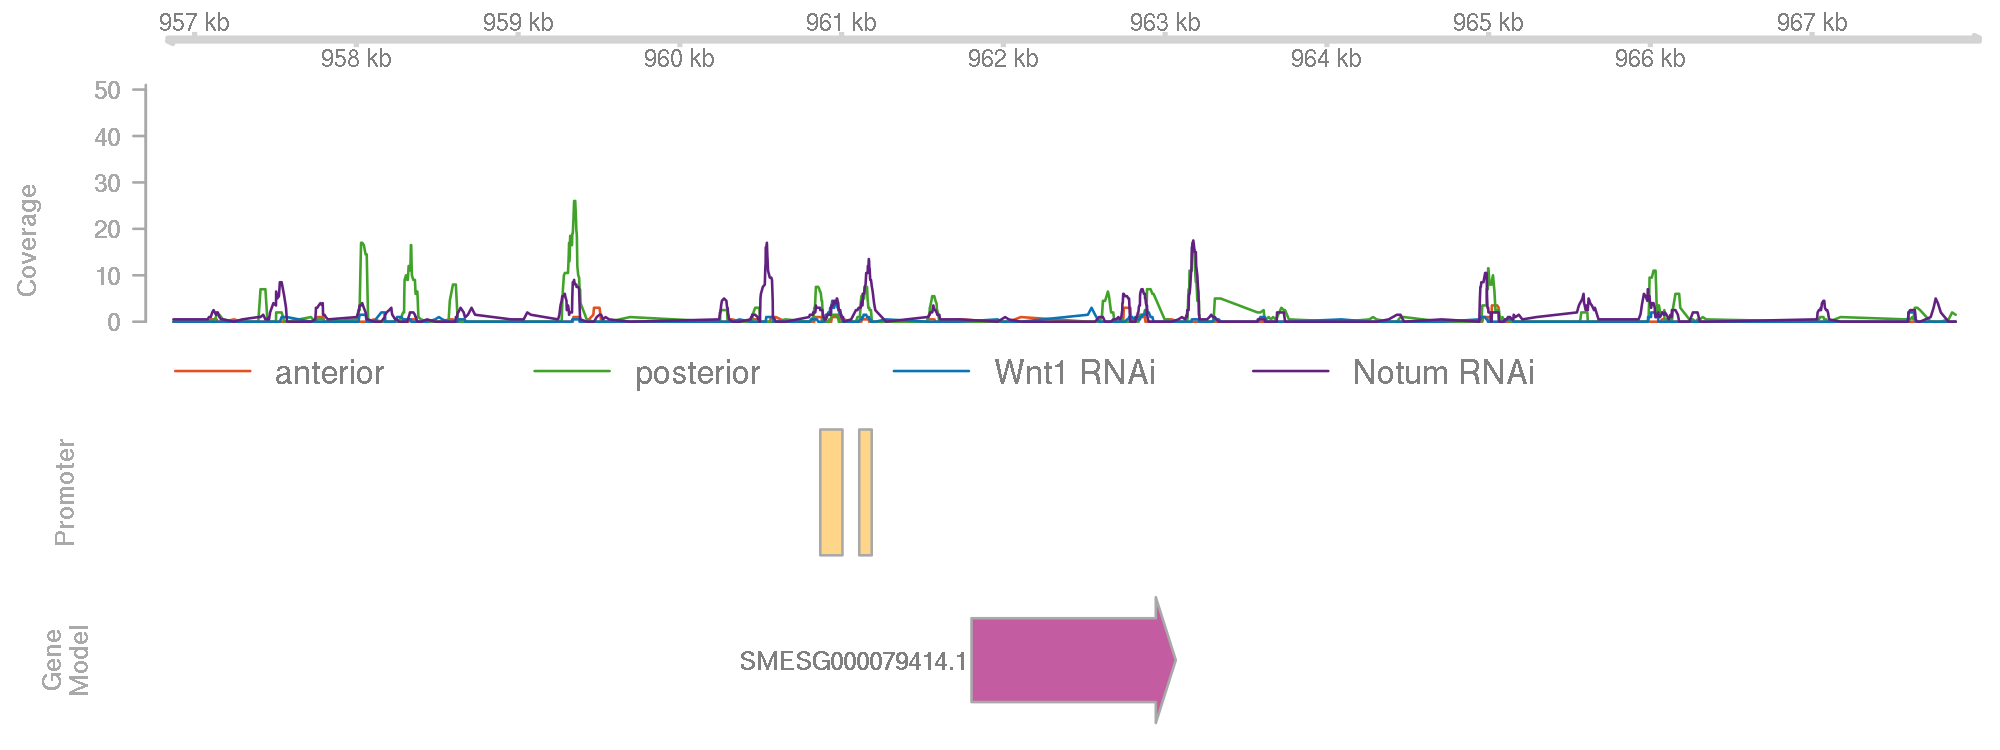 957 kb 959 kb 961 kb 963 kb 965 kb 967 kb
958 kb 960 kb 962 kb 964 kb 966 kb
50
40
30
20
10
0
Coverage
anterior posterior Wnt1 RNAi Notum RNAi
Promoter
Gene
Model
SMESG000079414.1